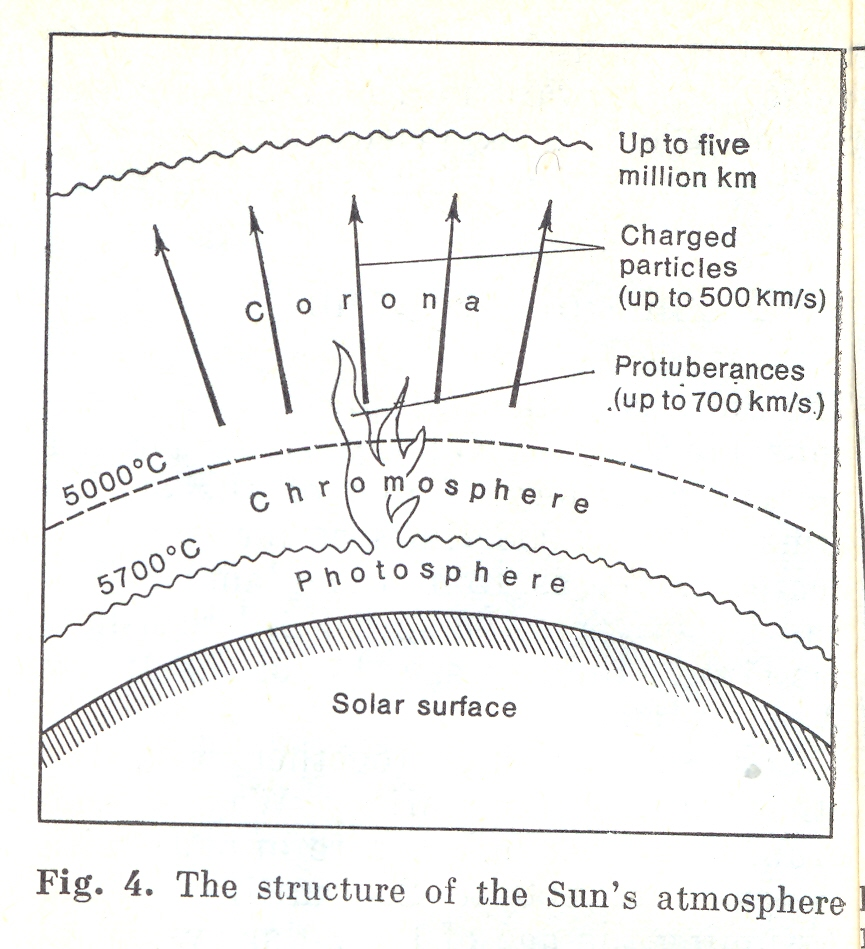 Up to five
million km
Charged
particles
(up to 500 km/s)
Corona
Protuberances
(up to 700 km/s.)
5000°C
Chromosphere
5700°C
Photosphere
Solar surface
Fig. 4. The structure of the Sun's atmosphere